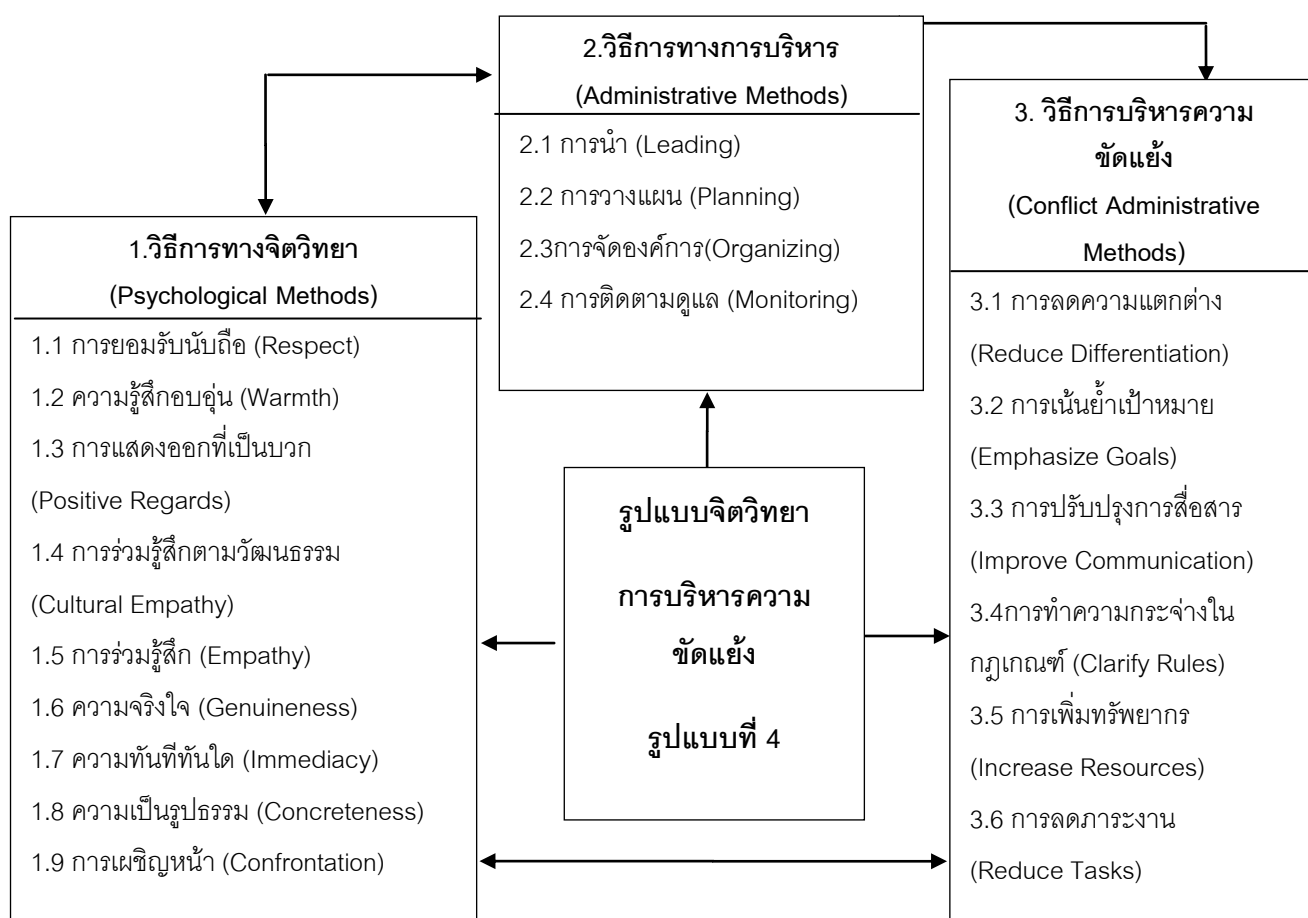 2.วิธีการทางการบริหาร
(Administrative Methods)
2.1 การนำ (Leading)
2.2 การวางแผน (Planning)
2.3การจัดองค์การ(Organizing)
2.4 การติดตามดูแล (Monitoring)
1.วิธีการทางจิตวิทยา
(Psychological Methods)
1.1 การยอมรับนับถือ (Respect)
1.2 ความรู้สึกอบอุ่น (Warmth)
1.3 การแสดงออกที่เป็นบวก
(Positive Regards)
1.4 การร่วมรู้สึกตามวัฒนธรรม
(Cultural Empathy)
1.5 การร่วมรู้สึก (Empathy)
1.6 ความจริงใจ (Genuineness)
1.7 ความทันทีทันใด (Immediacy)
1.8 ความเป็นรูปธรรม (Concreteness)
1.9 การเผชิญหน้า (Confrontation)
รูปแบบจิตวิทยา
การบริหารความ
ขัดแย้ง
รูปแบบที่ 4
3. วิธีการบริหารความ
ขัดแย้ง
(Conflict Administrative
Methods)
3.1 การลดความแตกต่าง
(Reduce Differentiation)
3.2 การเน้นย้ำเป้าหมาย
(Emphasize Goals)
3.3 การปรับปรุงการสื่อสาร
(Improve Communication)
3.4การทำความกระจ่างใน
กฎเกณฑ์ (Clarify Rules)
3.5 การเพิ่มทรัพยากร
(Increase Resources)
3.6 การลดภาระงาน
(Reduce Tasks)